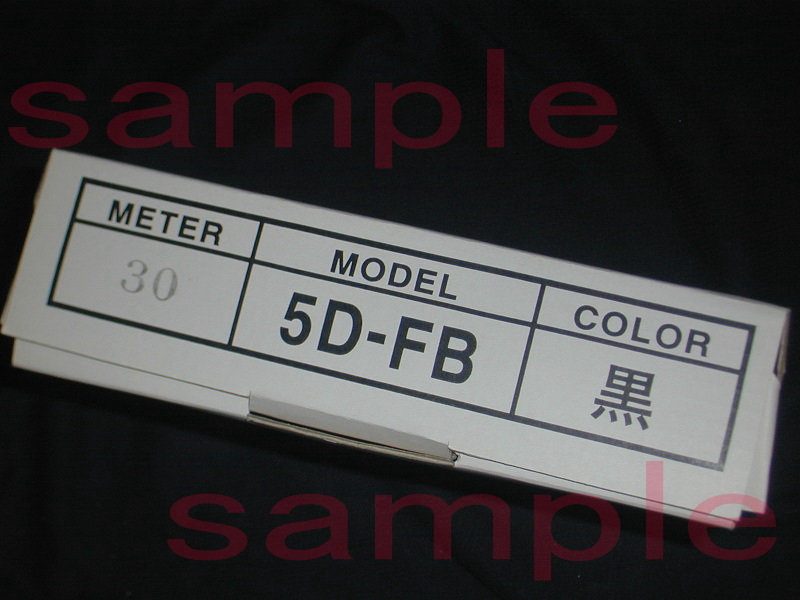 sample
METER
MODEL
COLOR
30
5D-FB
黒
sample